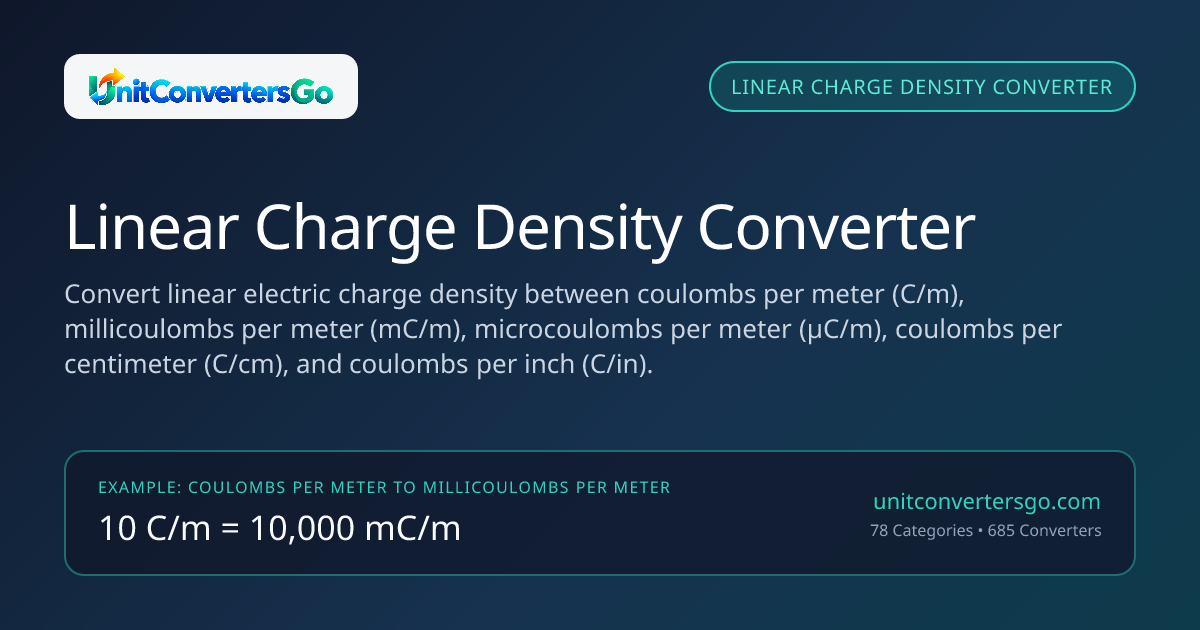 UnitConvertersGo
LINEAR CHARGE DENSITY CONVERTER
Linear Charge Density Converter
Convert linear electric charge density between coulombs per meter (C/m),
millicoulombs per meter (mC/m), microcoulombs per meter (μC/m), coulombs per
centimeter (C/cm), and coulombs per inch (C/in).
EXAMPLE: COULOMBS PER METER TO MILLICOULOMBS PER METER
10 C/m = 10,000 mC/m
unitconvertersgo.com
78 Categories • 685 Converters